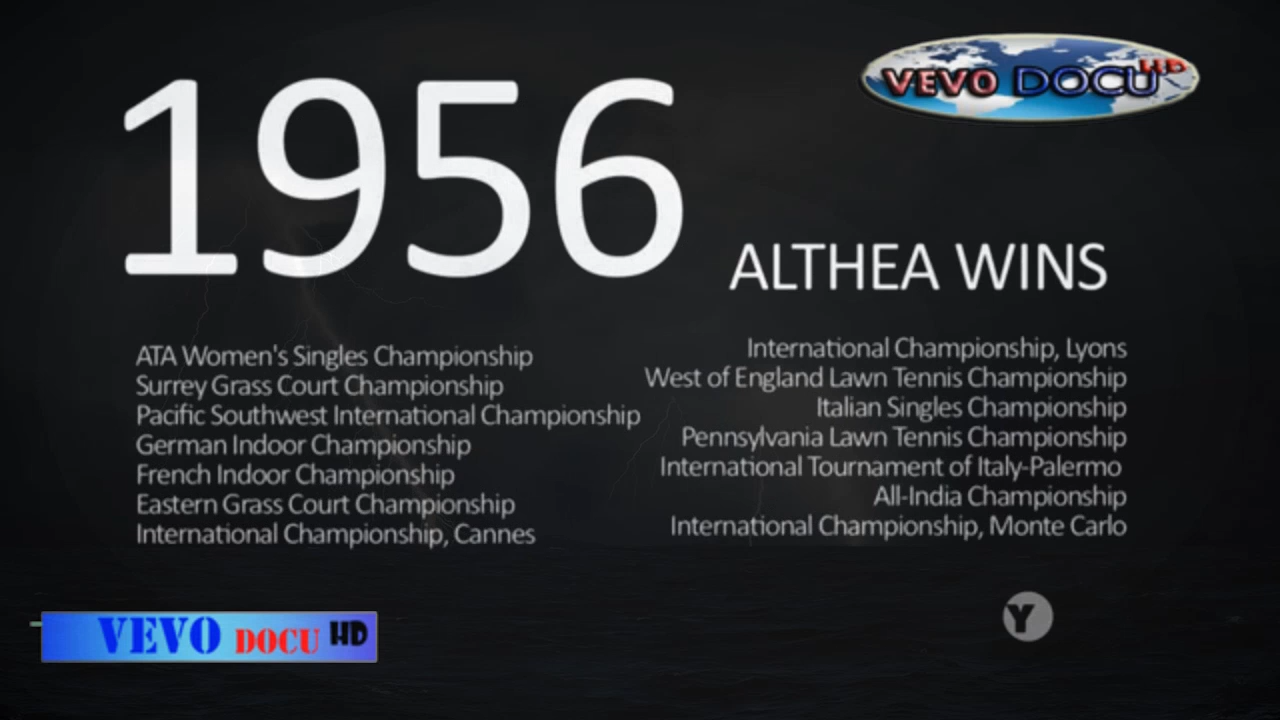 VEVO DOCU HD
1956
ALTHEA WINS
ATA Women's Singles Championship
Surrey Grass Court Championship
Pacific Southwest International Championship
German Indoor Championship
French Indoor Championship
Eastern Grass Court Championship
International Championship, Cannes
International Championship, Lyons
West of England Lawn Tennis Championship
Italian Singles Championship
Pennsylvania Lawn Tennis Championship
International Tournament of Italy-Palermo
All-India Championship
International Championship, Monte Carlo
Y
VEVO DOCU HD